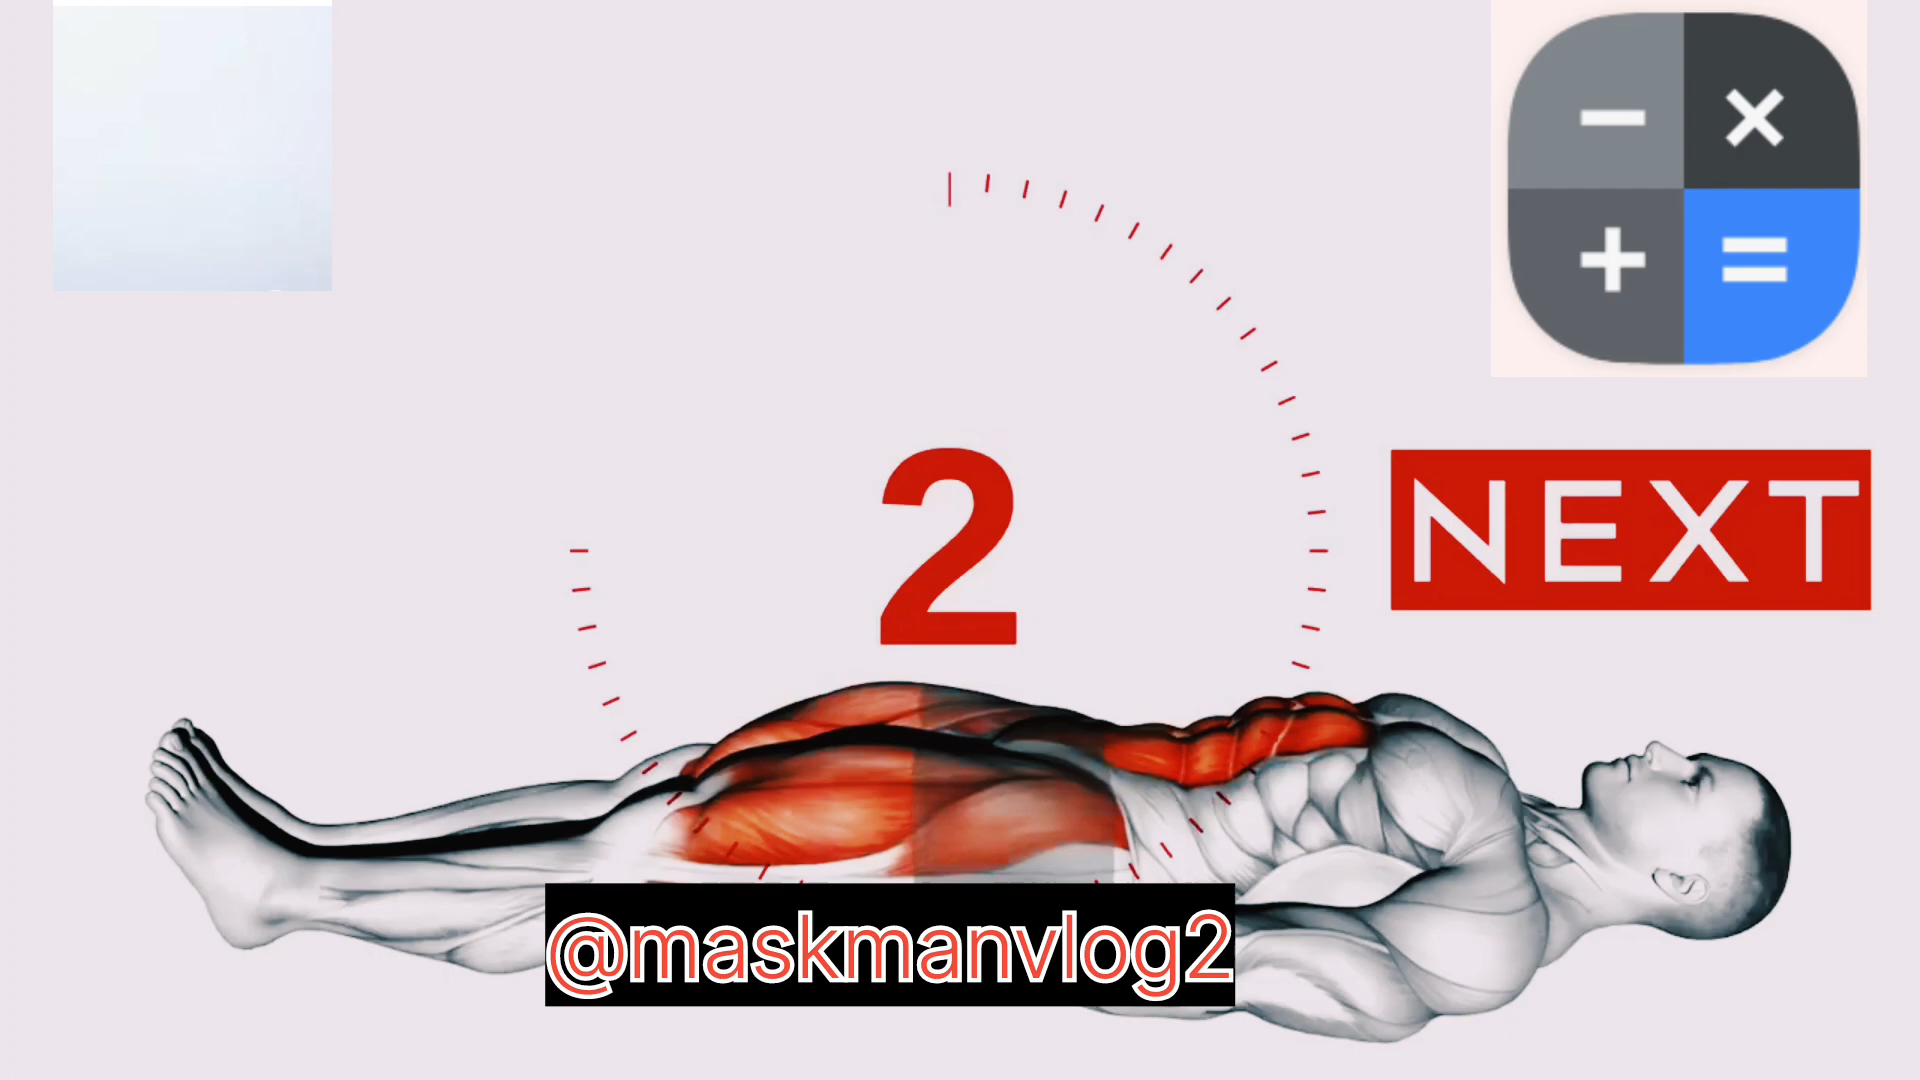 − ×
+ =
2
NEXT
@maskmanvlog2